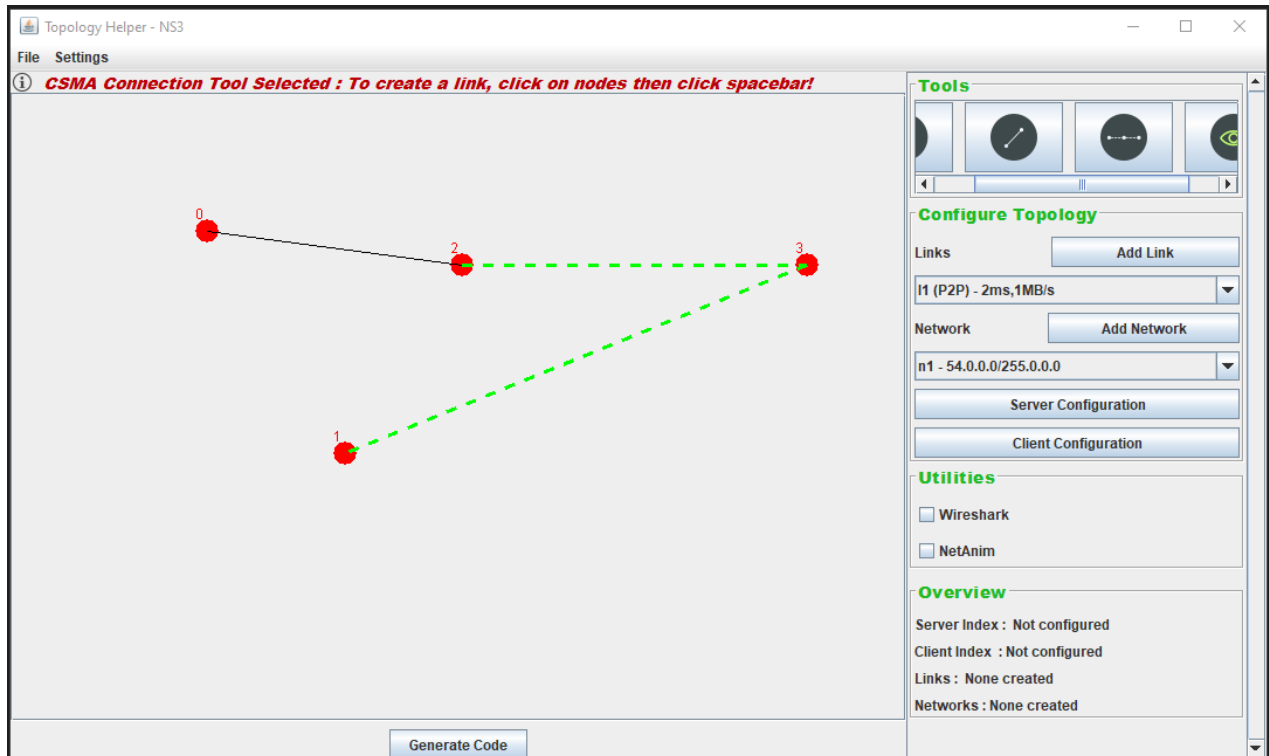 Topology Helper - NS3
File Settings
CSMA Connection Tool Selected : To create a link, click on nodes then click spacebar!
0
2
3
1
Generate Code
Tools
Configure Topology
Links Add Link
l1 (P2P) - 2ms,1MB/s
Network Add Network
n1 - 54.0.0.0/255.0.0.0
Server Configuration
Client Configuration
Utilities
Wireshark
NetAnim
Overview
Server Index : Not configured
Client Index : Not configured
Links : None created
Networks : None created